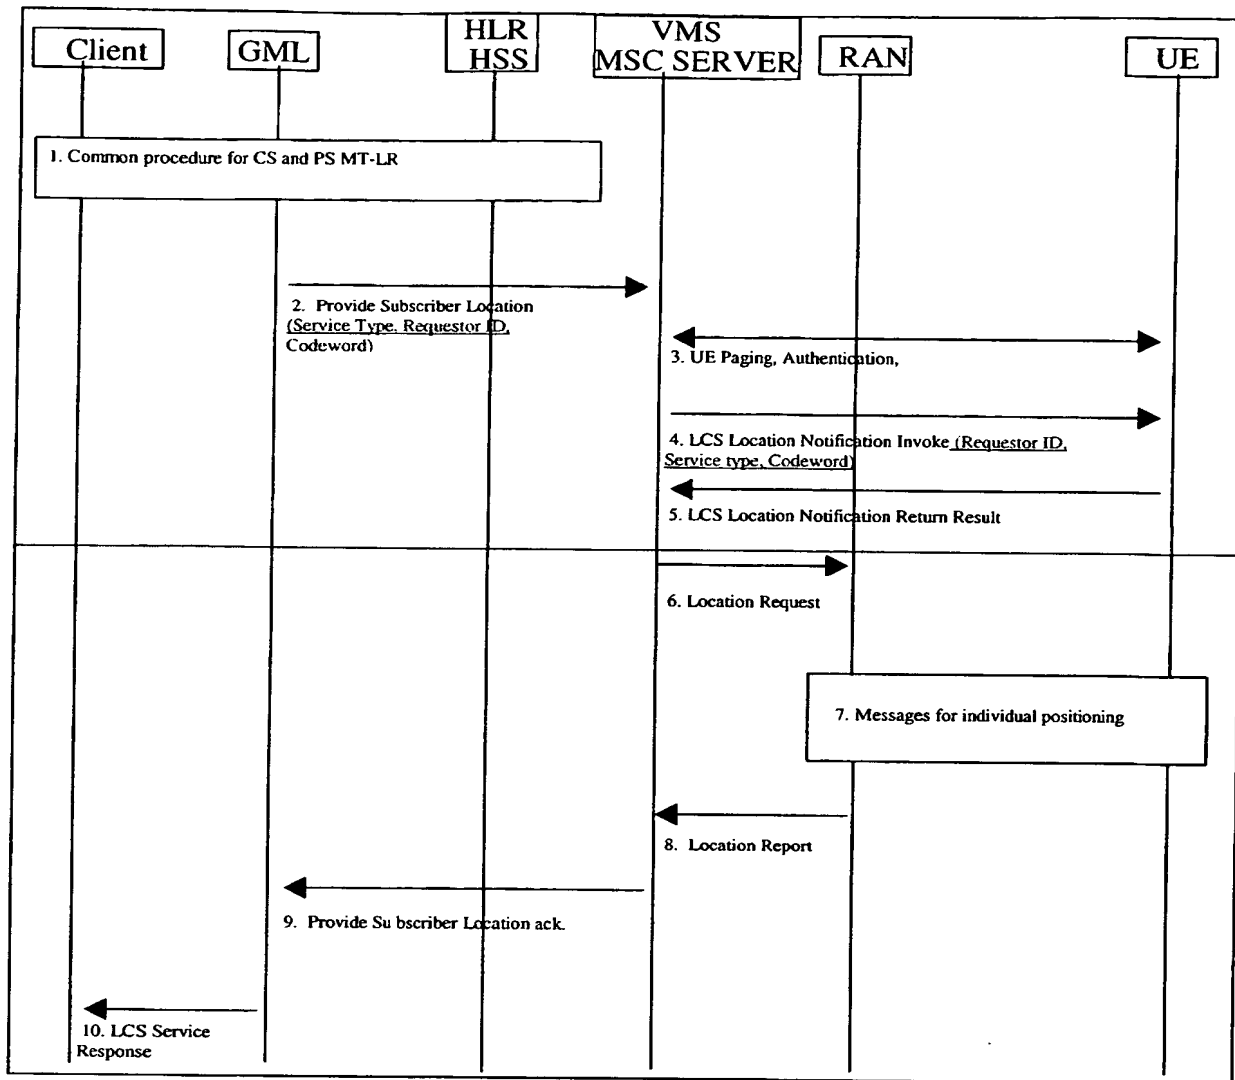 Client
GML
HLR
HSS
VMS
MSC SERVER
RAN
UE
1. Common procedure for CS and PS MT-LR
2. Provide Subscriber Location
(Service Type, Requestor ID,
Codeword)
3. UE Paging, Authentication,
4. LCS Location Notification Invoke (Requestor ID,
Service type, Codeword)
5. LCS Location Notification Return Result
6. Location Request
7. Messages for individual positioning
8. Location Report
9. Provide Su bscriber Location ack.
10. LCS Service
Response